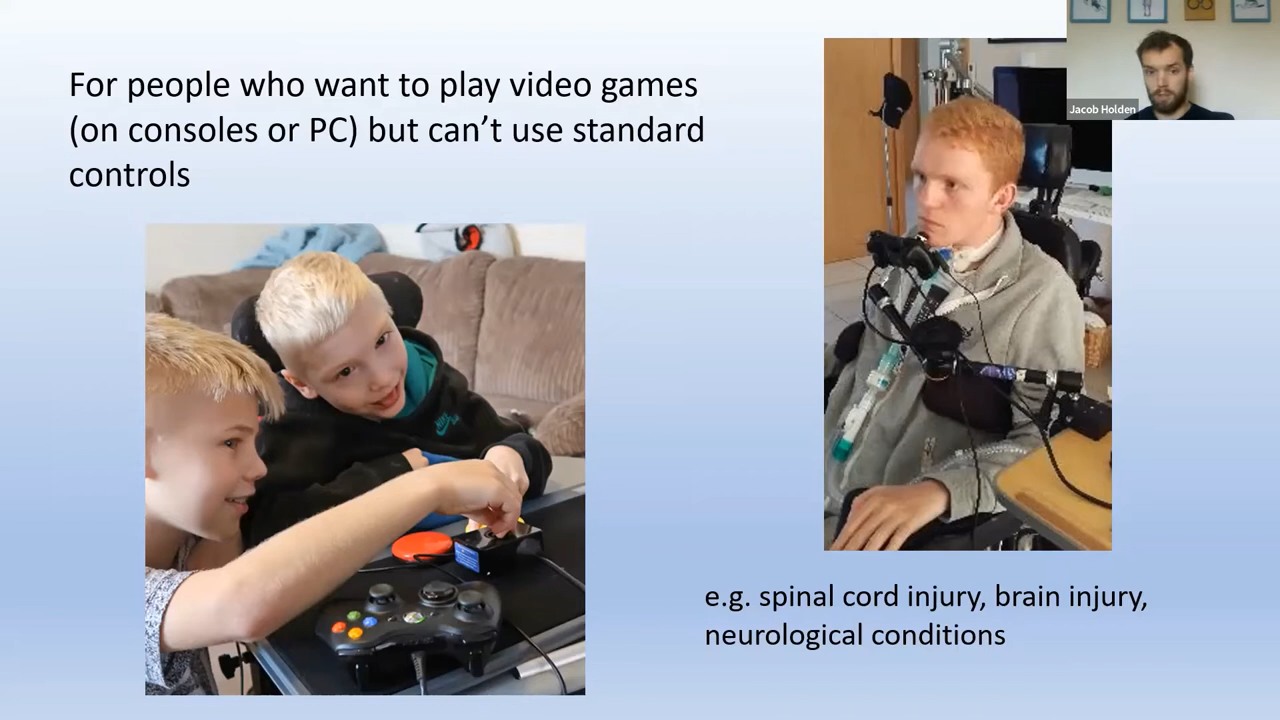 For people who want to play video games
(on consoles or PC) but can’t use standard
controls
Jacob Holden
e.g. spinal cord injury, brain injury,
neurological conditions